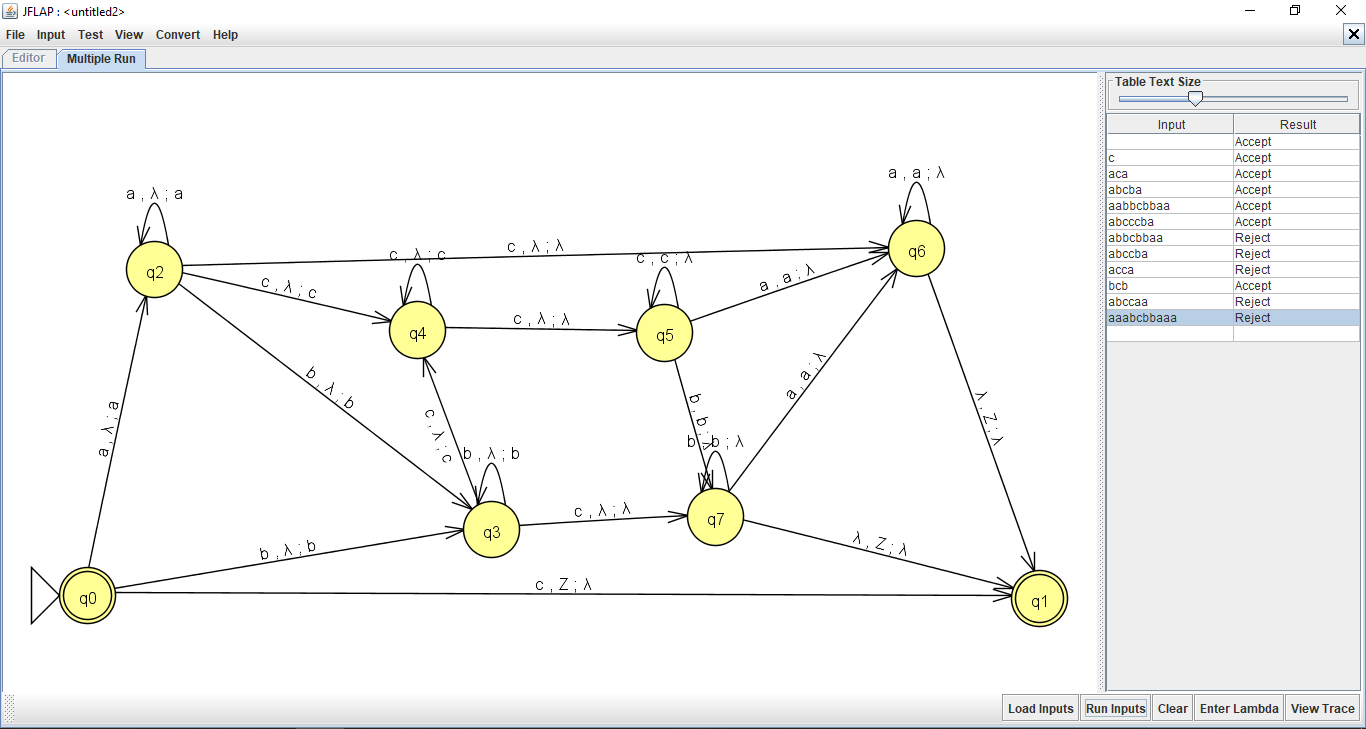 JFLAP : <untitled2>
File Input Test View Convert Help
Editor Multiple Run
Table Text Size
Input Result
Accept
c Accept
aca Accept
abcba Accept
aabbcbbaa Accept
abcccba Accept
abbcbbaa Reject
abccba Reject
acca Reject
bcb Accept
abccaa Reject
aaabcbbaaa Reject
a , λ ; a
a , a ; λ
c , λ ; λ
q2
q6
c , λ ; c
c , c ; λ
c , λ ; c
a , a ; λ
q4
c , λ ; λ
q5
b , λ ; b
a , a ; λ
a , λ ; a
c , λ ; c
b , b ; λ
λ , Z ; λ
b , λ ; b
b , b ; λ
q3
c , λ ; λ
q7
b , λ ; b
λ , Z ; λ
q0
c , Z ; λ
q1
Load Inputs Run Inputs Clear Enter Lambda View Trace